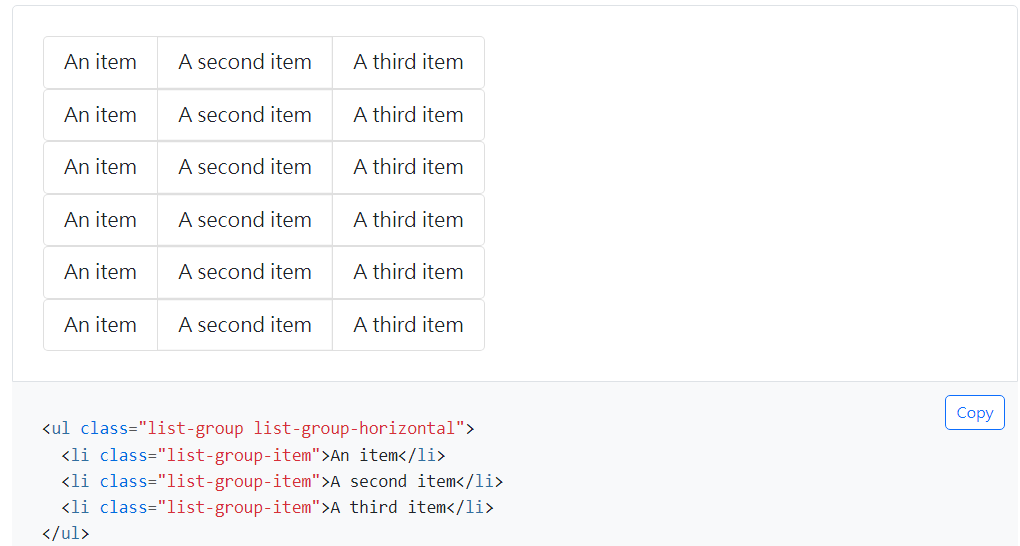 An item A second item A third item
An item A second item A third item
An item A second item A third item
An item A second item A third item
An item A second item A third item
An item A second item A third item
Copy
<ul class="list-group list-group-horizontal">
  <li class="list-group-item">An item</li>
  <li class="list-group-item">A second item</li>
  <li class="list-group-item">A third item</li>
</ul>